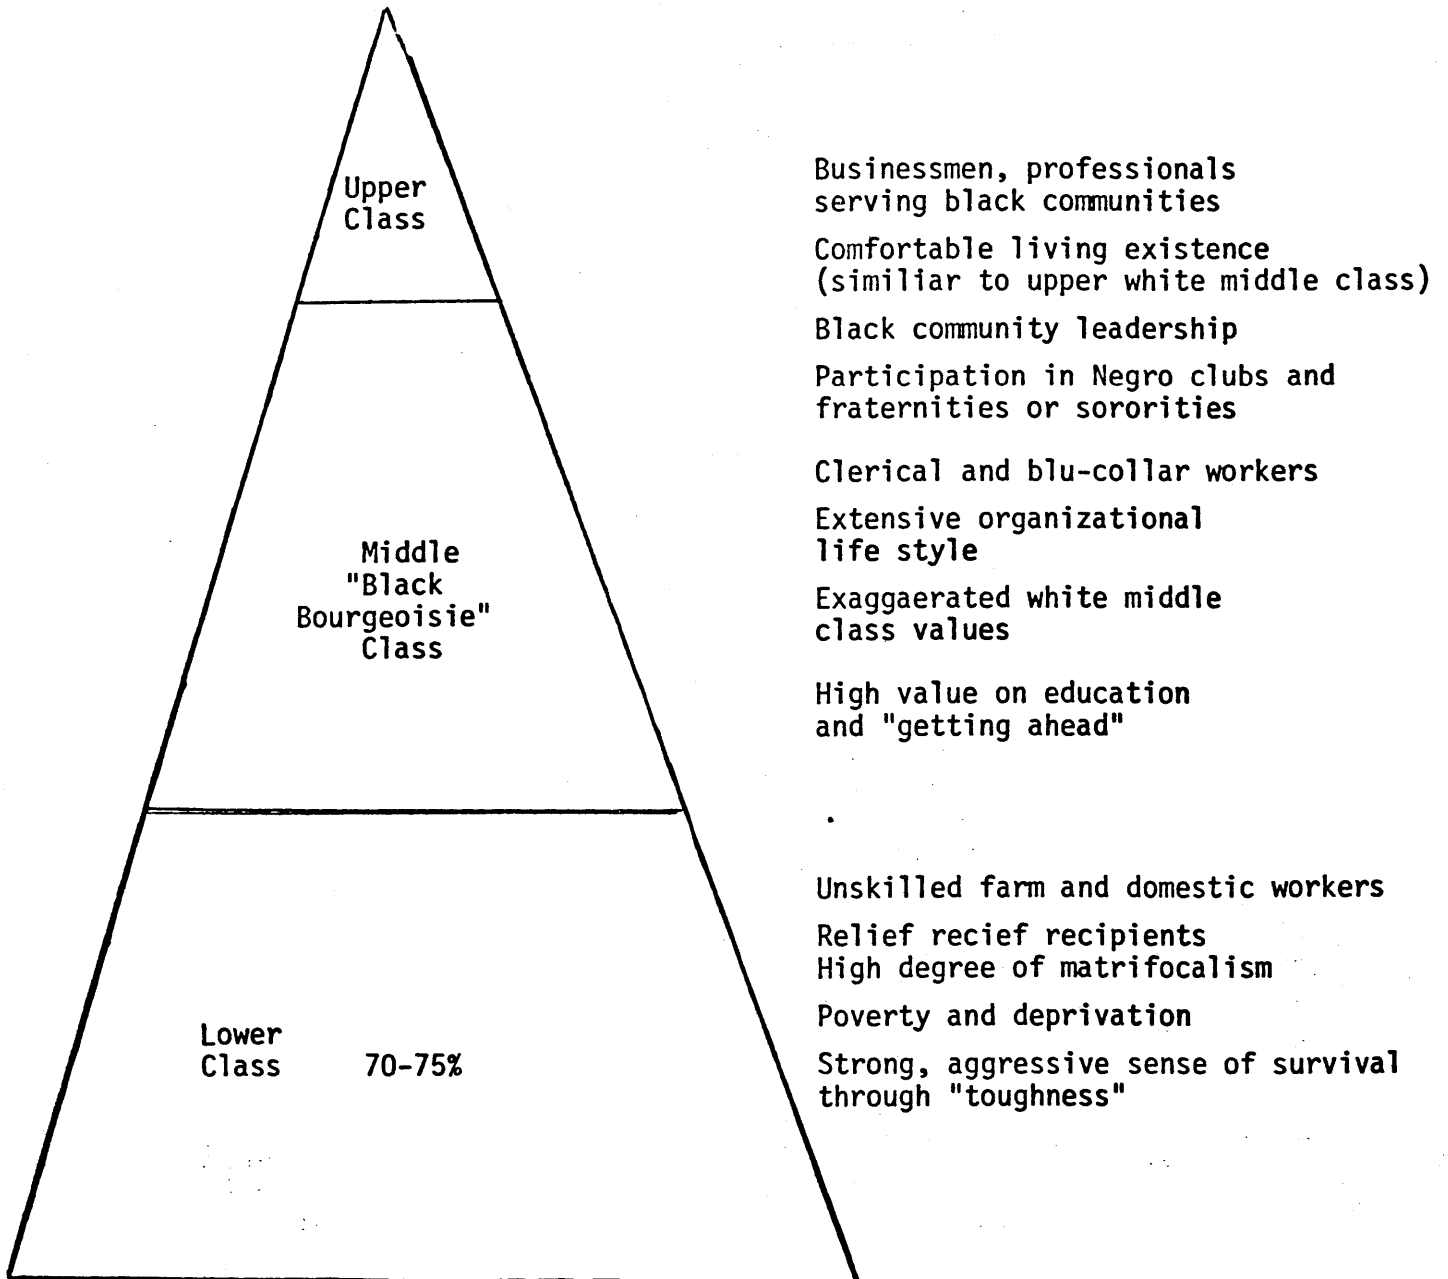 Upper
Class
Businessmen, professionals
serving black communities
Comfortable living existence
(similiar to upper white middle class)
Black community leadership
Participation in Negro clubs and
fraternities or sororities
Middle
"Black
Bourgeoisie"
Class
Clerical and blu-collar workers
Extensive organizational
life style
Exaggaerated white middle
class values
High value on education
and "getting ahead"
Lower
Class 70-75%
Unskilled farm and domestic workers
Relief recief recipients
High degree of matrifocalism
Poverty and deprivation
Strong, aggressive sense of survival
through "toughness"